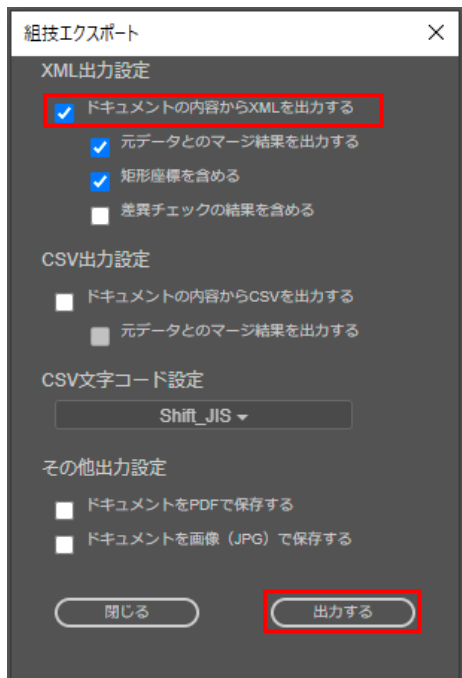 組技エクスポート
XML出力設定
ドキュメントの内容からXMLを出力する
元データとのマージ結果を出力する
矩形座標を含める
差異チェックの結果を含める
CSV出力設定
ドキュメントの内容からCSVを出力する
元データとのマージ結果を出力する
CSV文字コード設定
Shift_JIS
その他出力設定
ドキュメントをPDFで保存する
ドキュメントを画像（JPG）で保存する
閉じる 出力する